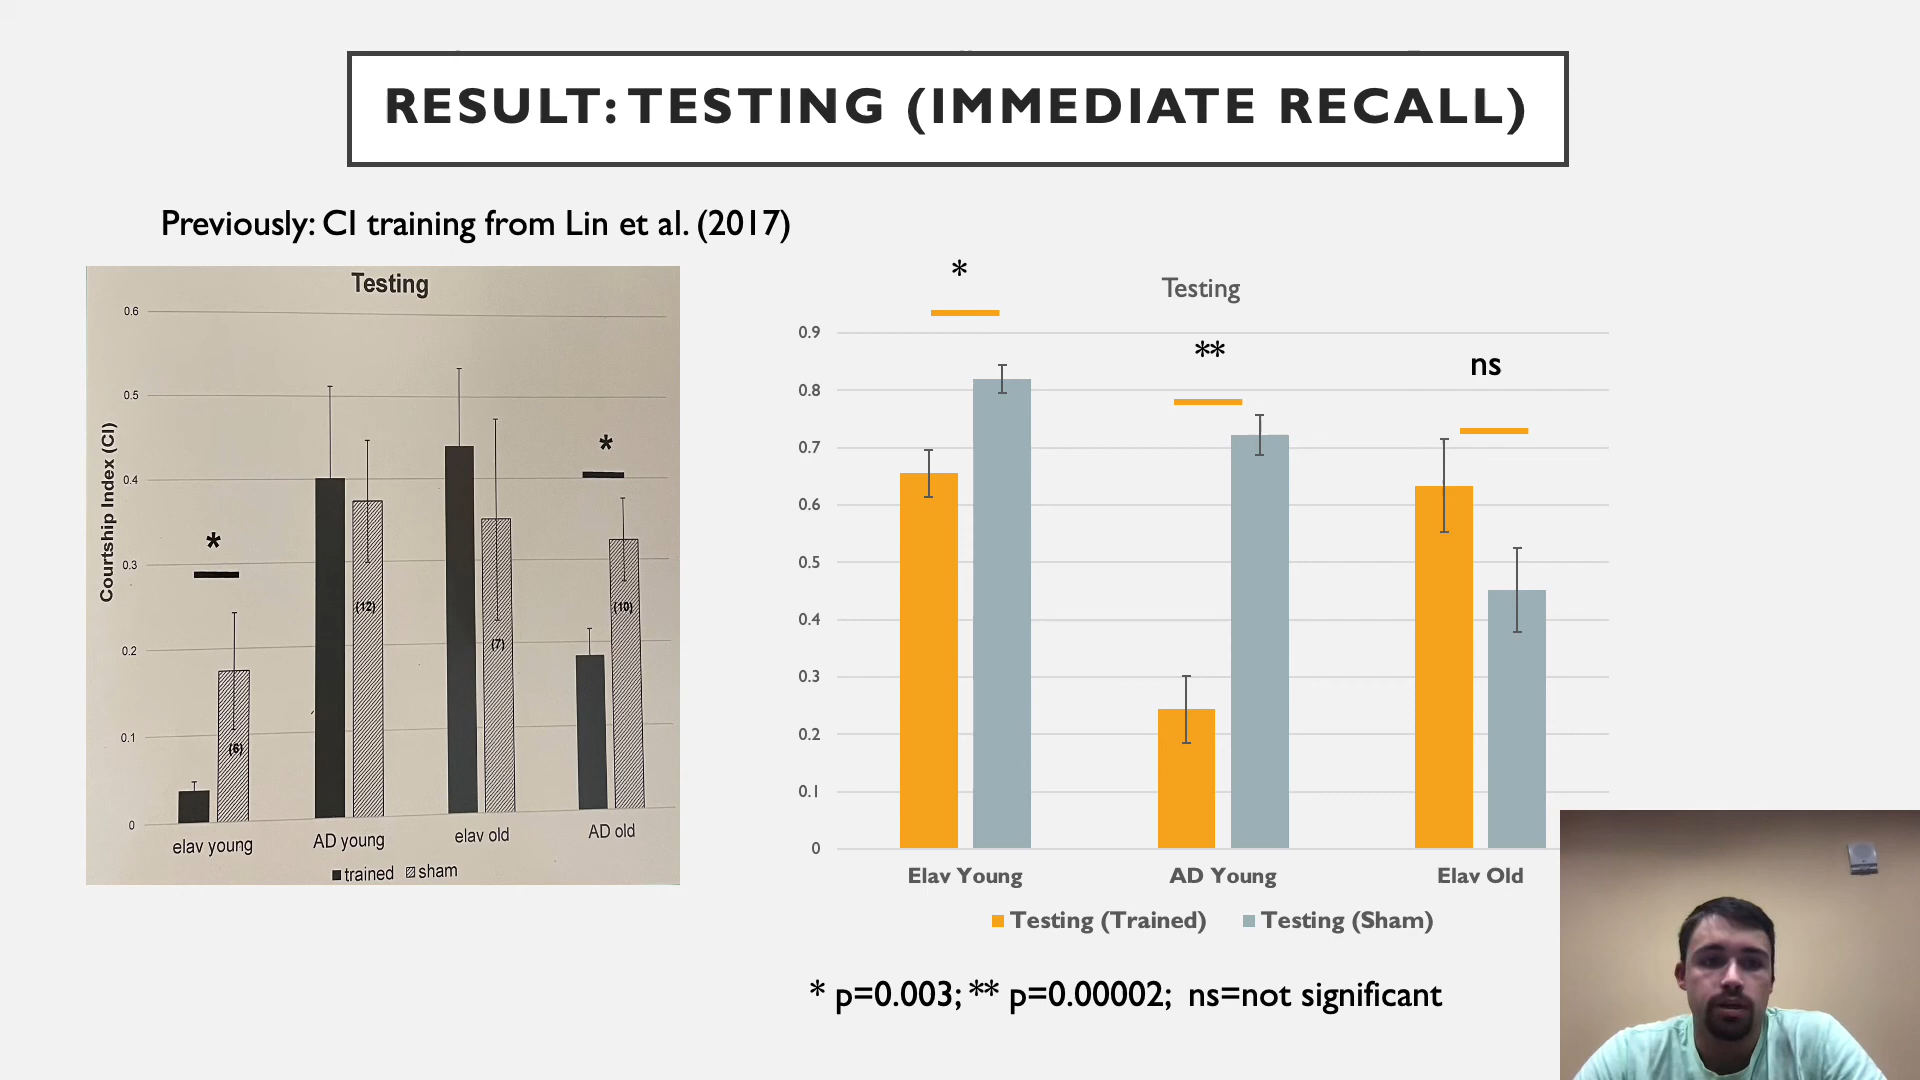 RESULT: TESTING (IMMEDIATE RECALL)
Previously: CI training from Lin et al. (2017)
Testing
Courtship Index (CI)
0.6
0.5
0.4
0.3
0.2
0.1
0
*
*
(6)
(12)
(7)
(10)
elav young
AD young
elav old
AD old
trained
sham
Testing
*
**
ns
0.9
0.8
0.7
0.6
0.5
0.4
0.3
0.2
0.1
0
Elav Young
AD Young
Elav Old
Testing (Trained)
Testing (Sham)
* p=0.003; ** p=0.00002; ns=not significant